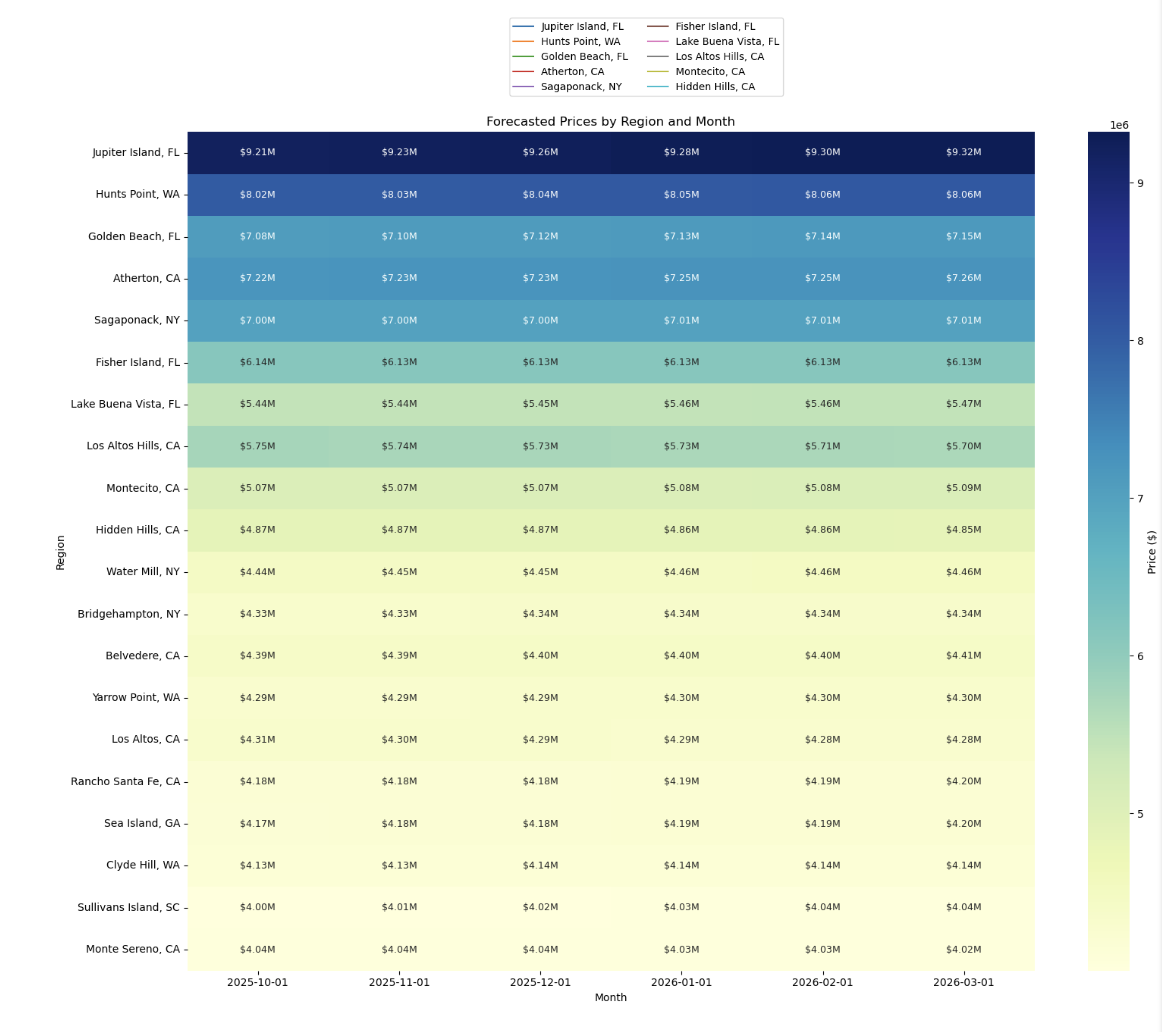 Jupiter Island, FL Fisher Island, FL
Hunts Point, WA Lake Buena Vista, FL
Golden Beach, FL Los Altos Hills, CA
Atherton, CA Montecito, CA
Sagaponack, NY Hidden Hills, CA
Forecasted Prices by Region and Month
1e6
Jupiter Island, FL $9.21M $9.23M $9.26M $9.28M $9.30M $9.32M
9
Hunts Point, WA $8.02M $8.03M $8.04M $8.05M $8.06M $8.06M
Golden Beach, FL $7.08M $7.10M $7.12M $7.13M $7.14M $7.15M
Atherton, CA $7.22M $7.23M $7.23M $7.25M $7.25M $7.26M
Sagaponack, NY $7.00M $7.00M $7.00M $7.01M $7.01M $7.01M
8
Fisher Island, FL $6.14M $6.13M $6.13M $6.13M $6.13M $6.13M
Lake Buena Vista, FL $5.44M $5.44M $5.45M $5.46M $5.46M $5.47M
Los Altos Hills, CA $5.75M $5.74M $5.73M $5.73M $5.71M $5.70M
Montecito, CA $5.07M $5.07M $5.07M $5.08M $5.08M $5.09M
7
Hidden Hills, CA $4.87M $4.87M $4.87M $4.86M $4.86M $4.85M
Region
Price ($)
Water Mill, NY $4.44M $4.45M $4.45M $4.46M $4.46M $4.46M
Bridgehampton, NY $4.33M $4.33M $4.34M $4.34M $4.34M $4.34M
Belvedere, CA $4.39M $4.39M $4.40M $4.40M $4.40M $4.41M
6
Yarrow Point, WA $4.29M $4.29M $4.29M $4.30M $4.30M $4.30M
Los Altos, CA $4.31M $4.30M $4.29M $4.29M $4.28M $4.28M
Rancho Santa Fe, CA $4.18M $4.18M $4.18M $4.19M $4.19M $4.20M
5
Sea Island, GA $4.17M $4.18M $4.18M $4.19M $4.19M $4.20M
Clyde Hill, WA $4.13M $4.13M $4.14M $4.14M $4.14M $4.14M
Sullivans Island, SC $4.00M $4.01M $4.02M $4.03M $4.04M $4.04M
Monte Sereno, CA $4.04M $4.04M $4.04M $4.03M $4.03M $4.02M
2025-10-01 2025-11-01 2025-12-01 2026-01-01 2026-02-01 2026-03-01
Month